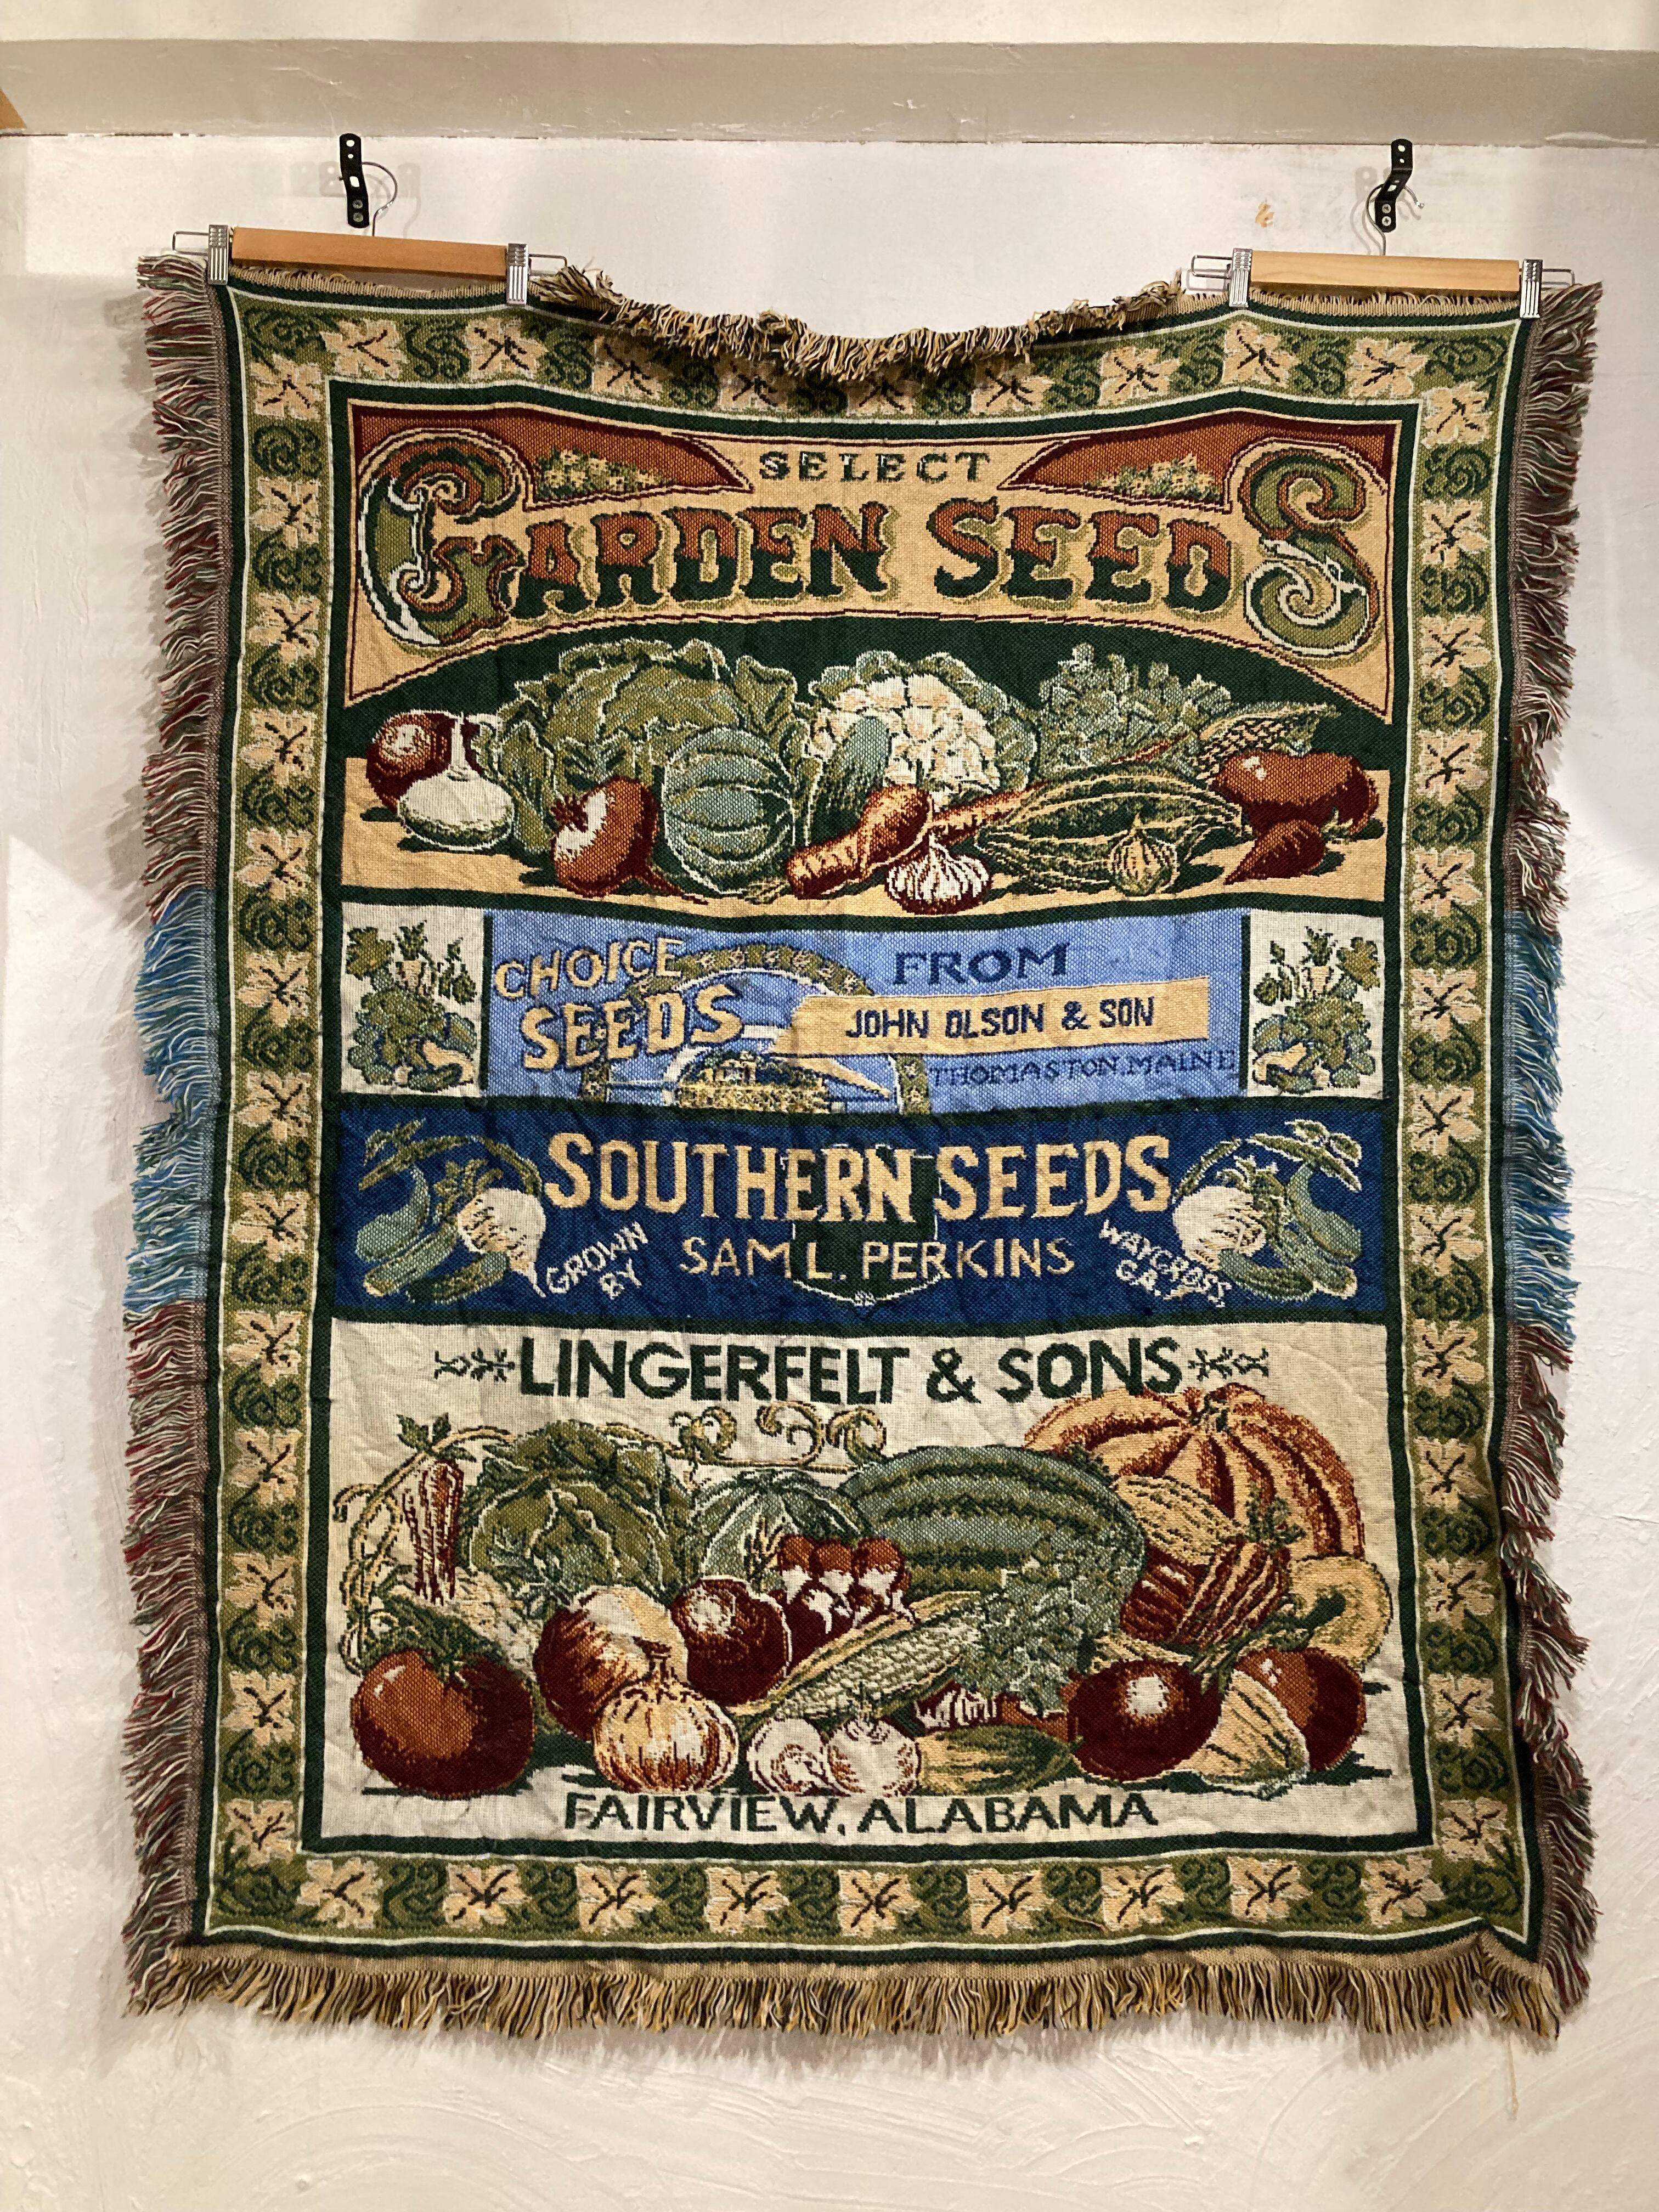 SELECT
GARDEN SEEDS
CHOICE
SEEDS
FROM
JOHN OLSON & SON
THOMASTON, MAINE
SOUTHERN SEEDS
GROWN
BY
SAM L. PERKINS
WAYCROSS
GA.
LINGERFELT & SONS
FAIRVIEW, ALABAMA